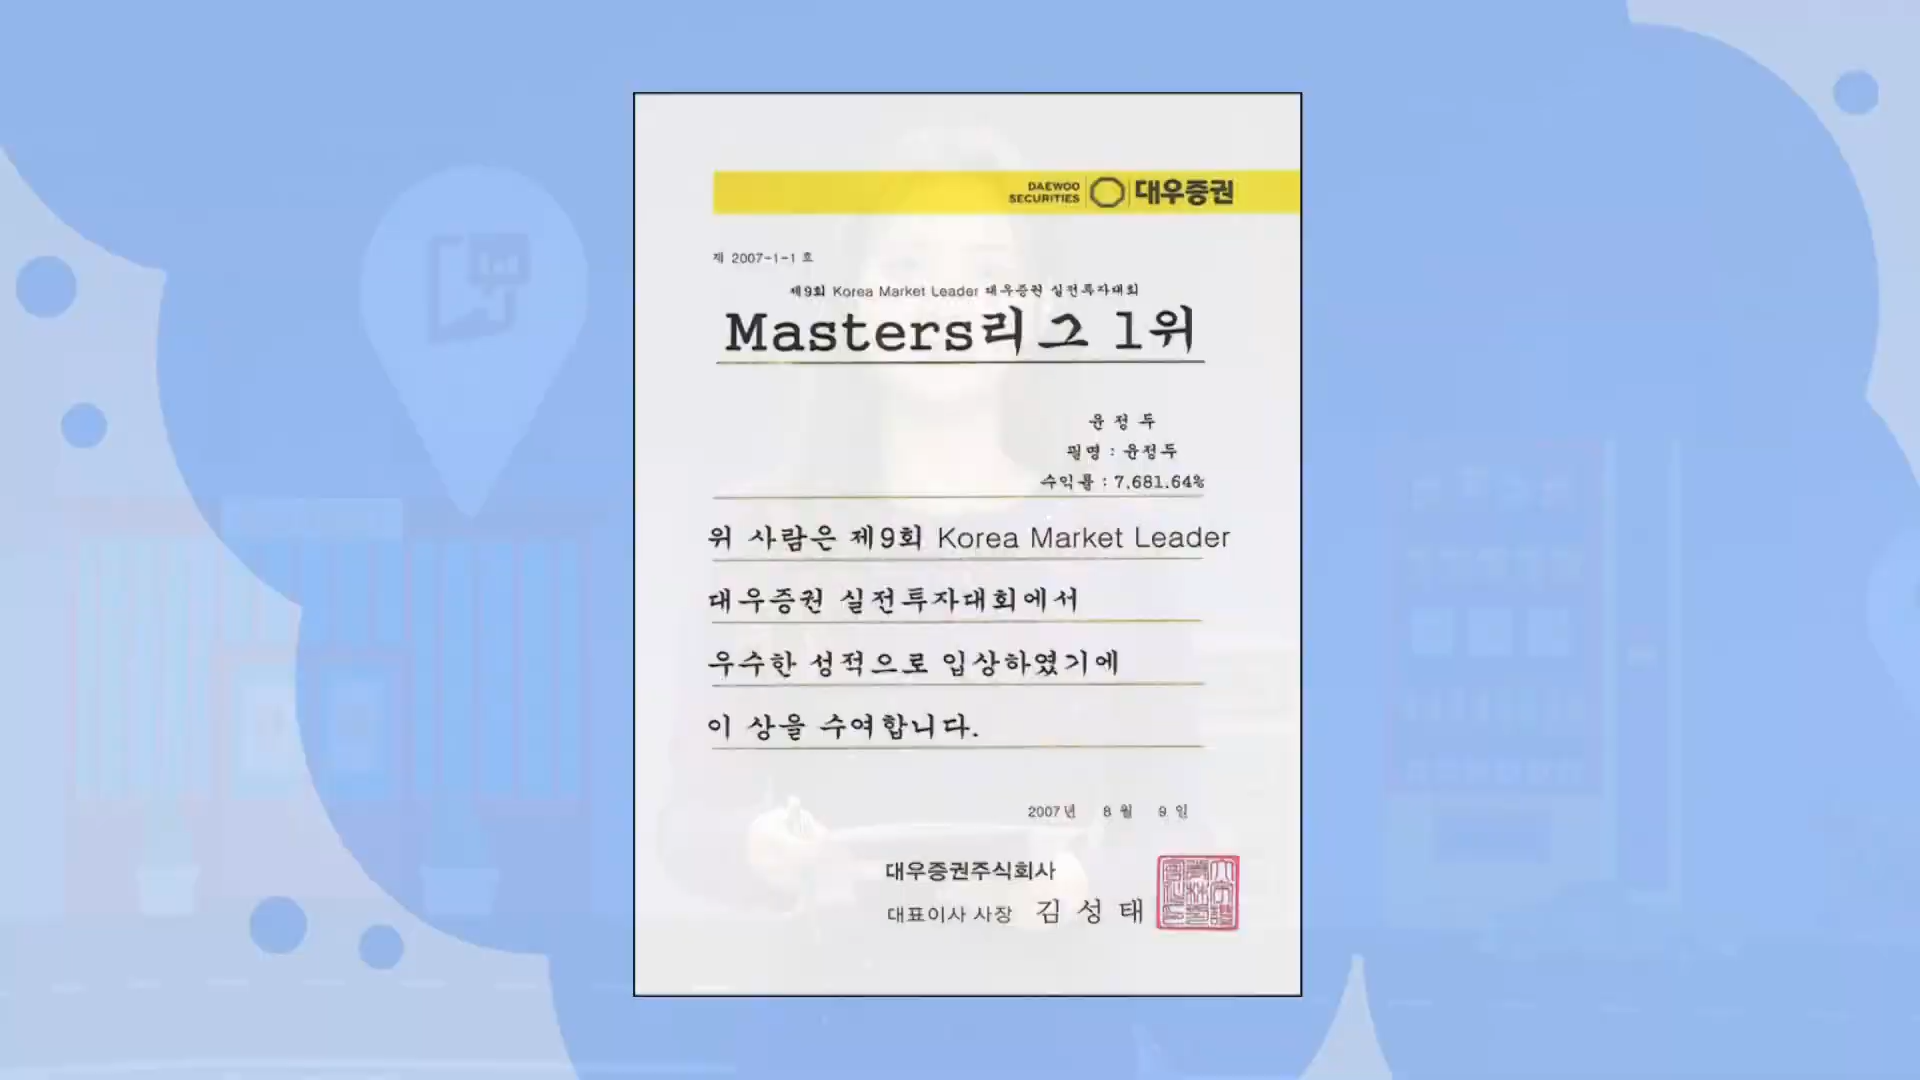 DAEWOO
SECURITIES
대우증권
제 2007-1-1 호
제9회 Korea Market Leader 대우증권 실전투자대회
Masters리그 1위
윤 정 두
필명 : 윤정두
수익률 : 7,681.64%
위 사람은 제9회 Korea Market Leader
대우증권 실전투자대회에서
우수한 성적으로 입상하였기에
이 상을 수여합니다.
2007년 8월 9일
대우증권주식회사
대표이사 사장 김 성 태